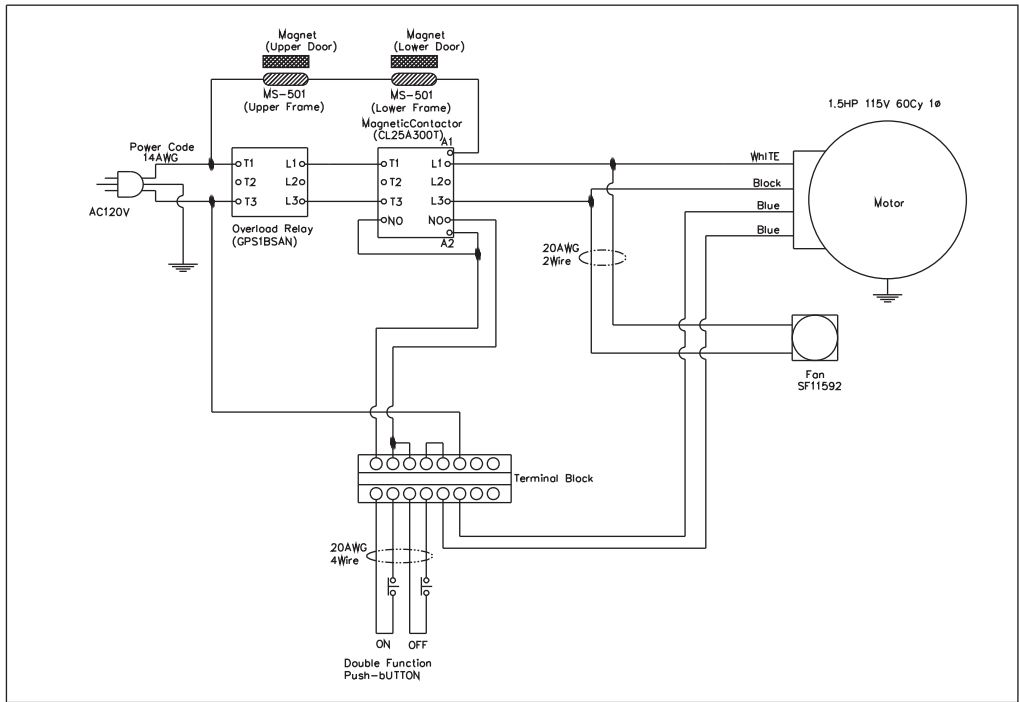 Magnet
(Upper Door)
Magnet
(Lower Door)
MS-501
(Upper Frame)
MS-501
(Lower Frame)
MagneticContactor
(CL25A300T)
A1
1.5HP 115V 60Cy 1ø
Power Code
14AWG
AC120V
T1 L1
T2 L2
T3 L3
Overload Relay
(GPS1BSAN)
T1 L1
T2 L2
T3 L3
NO NO
A2
WhITE
Block
Blue
Blue
Motor
20AWG
2Wire
Fan
SF11592
Terminal Block
20AWG
4Wire
ON OFF
Double Function
Push-bUTTON